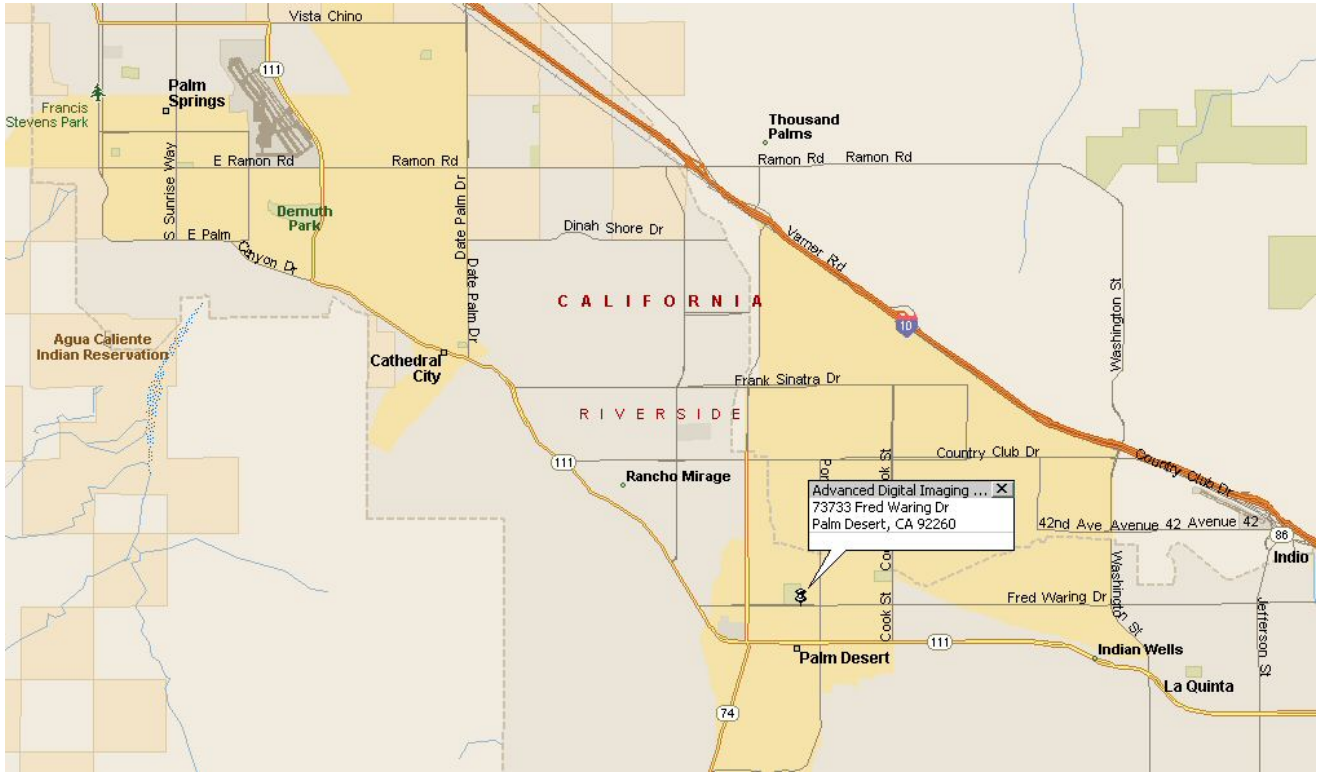 Vista Chino
111
Palm
Springs
Francis
Stevens Park
Thousand
Palms
E Ramon Rd
Ramon Rd
Ramon Rd
Ramon Rd
S Sunrise Way
Demuth
Park
Date Palm Dr
Dinah Shore Dr
E Palm
Canyon Dr
Varner Rd
Date Palm Dr
Washington St
CALIFORNIA
10
Agua Caliente
Indian Reservation
Cathedral
City
Frank Sinatra Dr
RIVERSIDE
Country Club Dr
Country Club Dr
111
Rancho Mirage
Cook St
Advanced Digital Imaging ... X
73733 Fred Waring Dr
Palm Desert, CA 92260
42nd Ave Avenue 42 Avenue 42
86
Indio
Washington St
Fred Waring Dr
Cook St
Jefferson St
111
Palm Desert
Indian Wells
La Quinta
74